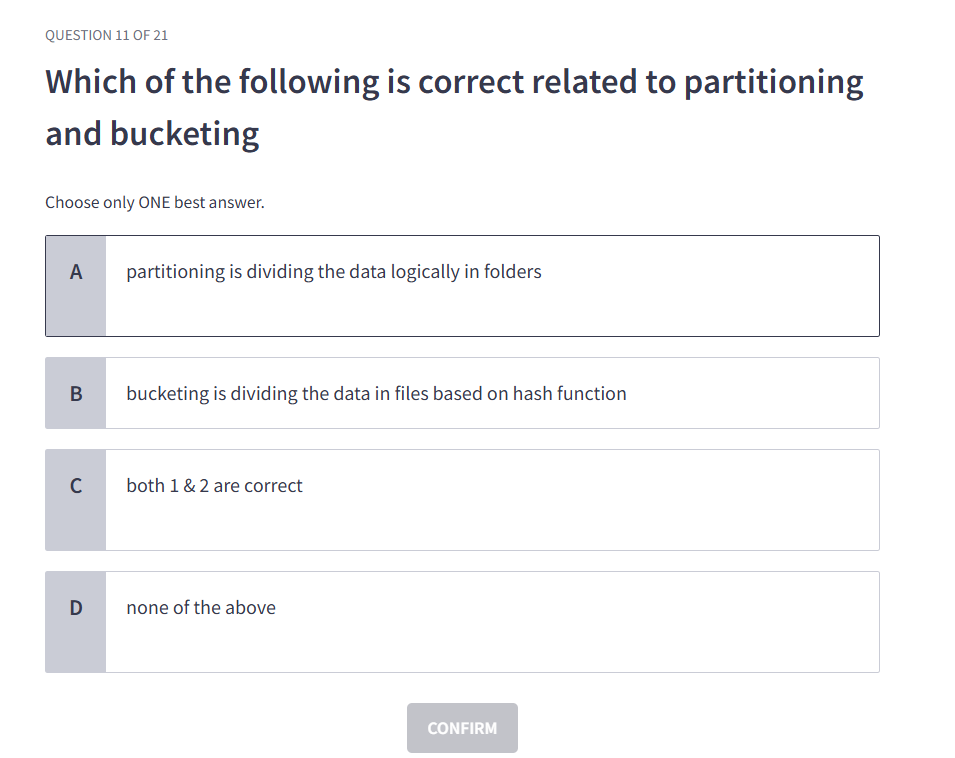 QUESTION 11 OF 21
Which of the following is correct related to partitioning
and bucketing
Choose only ONE best answer.
A
partitioning is dividing the data logically in folders
B
bucketing is dividing the data in files based on hash function
C
both 1 & 2 are correct
D
none of the above
CONFIRM